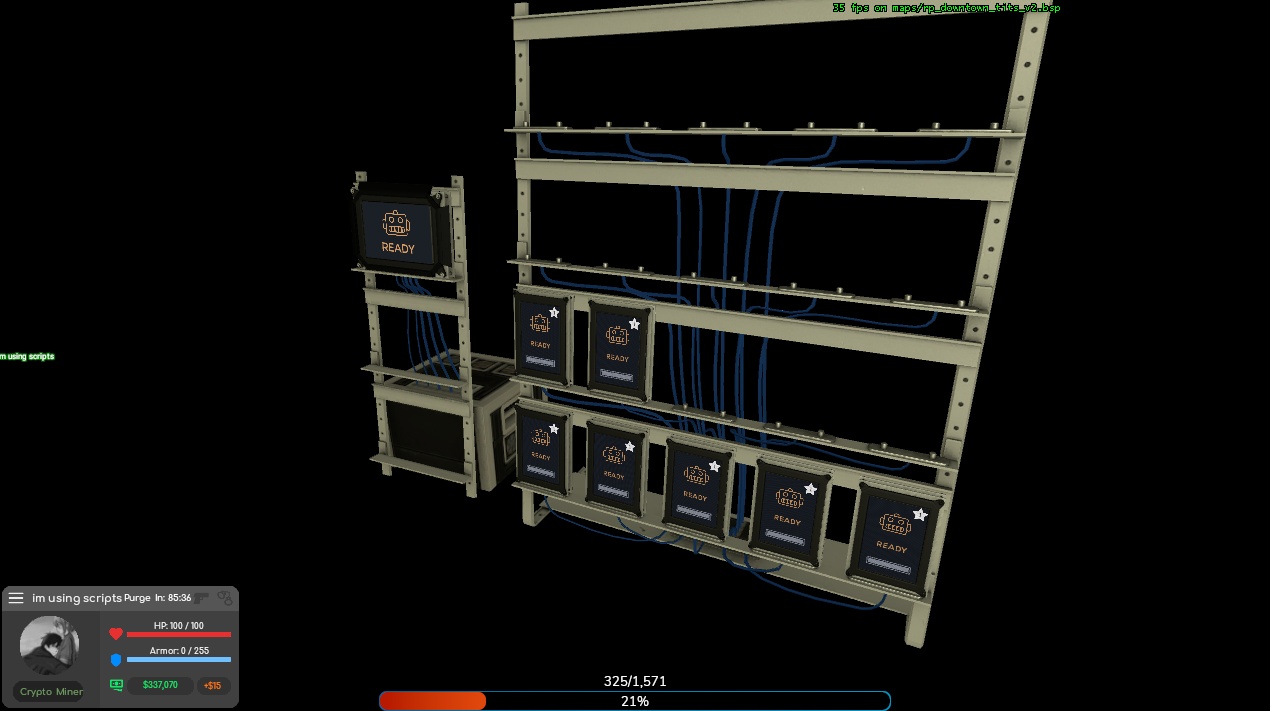 35 fps on maps/rp_downtown_tits_v2.bsp
READY
READY
READY
m using scripts
READY
READY
READY
READY
READY
im using scripts Purge In: 85:36
HP: 100 / 100
Armor: 0 / 255
$337,070 +$15
Crypto Miner
325/1,571
21%